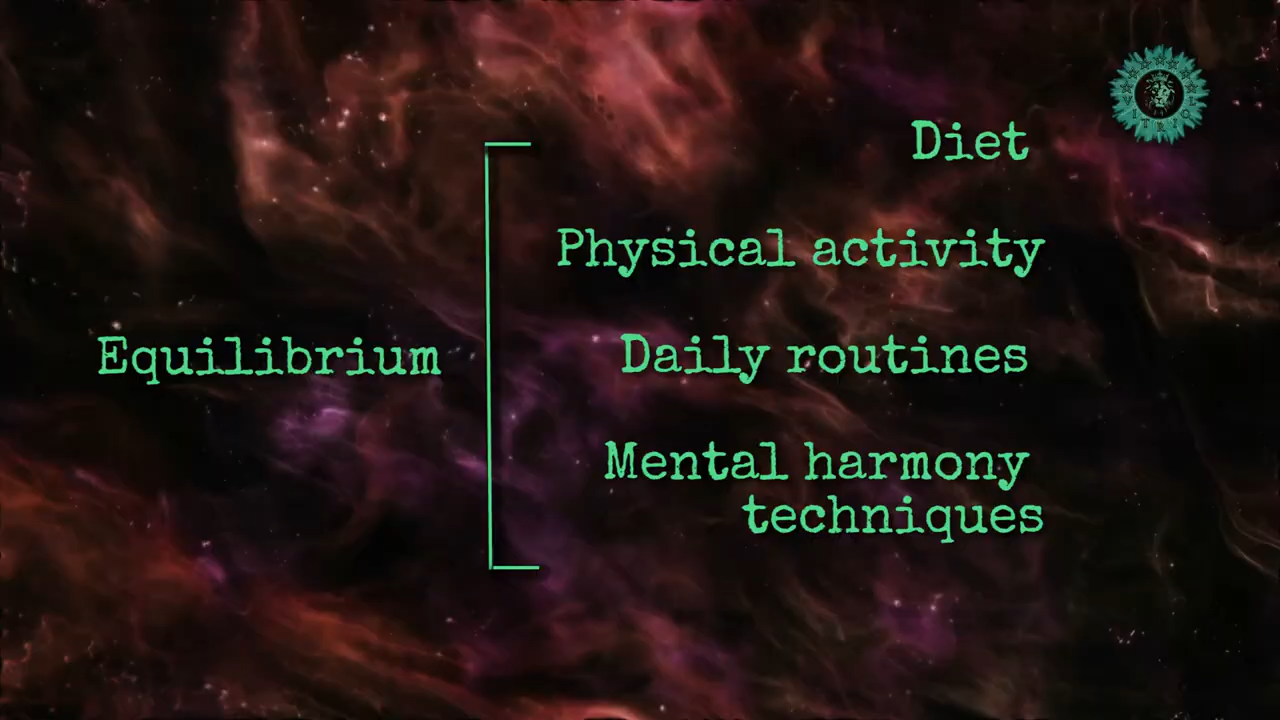 Diet
Physical activity
Equilibrium
Daily routines
Mental harmony
techniques